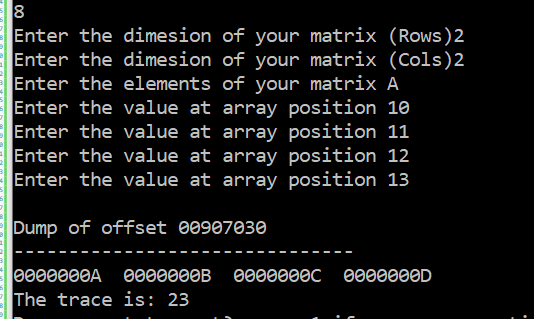 8
Enter the dimesion of your matrix (Rows)2
Enter the dimesion of your matrix (Cols)2
Enter the elements of your matrix A
Enter the value at array position 10
Enter the value at array position 11
Enter the value at array position 12
Enter the value at array position 13
Dump of offset 00907030
-------------------------------
0000000A  0000000B  0000000C  0000000D
The trace is: 23